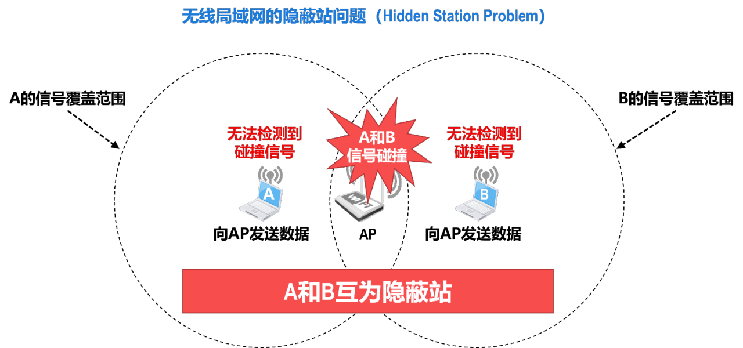 无线局域网的隐蔽站问题（Hidden Station Problem）
A的信号覆盖范围
B的信号覆盖范围
无法检测到
碰撞信号
A和B
信号碰撞
无法检测到
碰撞信号
A
B
向AP发送数据
AP
向AP发送数据
A和B互为隐蔽站